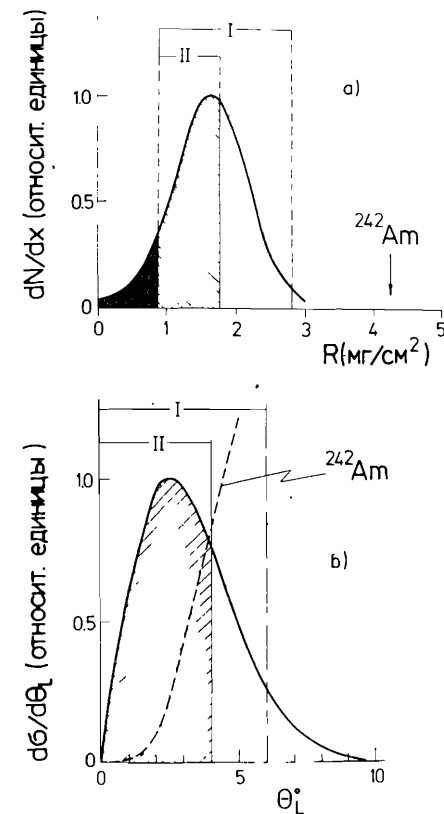 I
II
a)
dN/dx (относит. единицы)
1.0
0.5
0
²⁴²Am
0 1 2 3 4 5
R(мг/см²)
I
II
²⁴²Am
b)
dσ/dθL (относит. единицы)
1.0
0.5
0
0 5 10
θL°